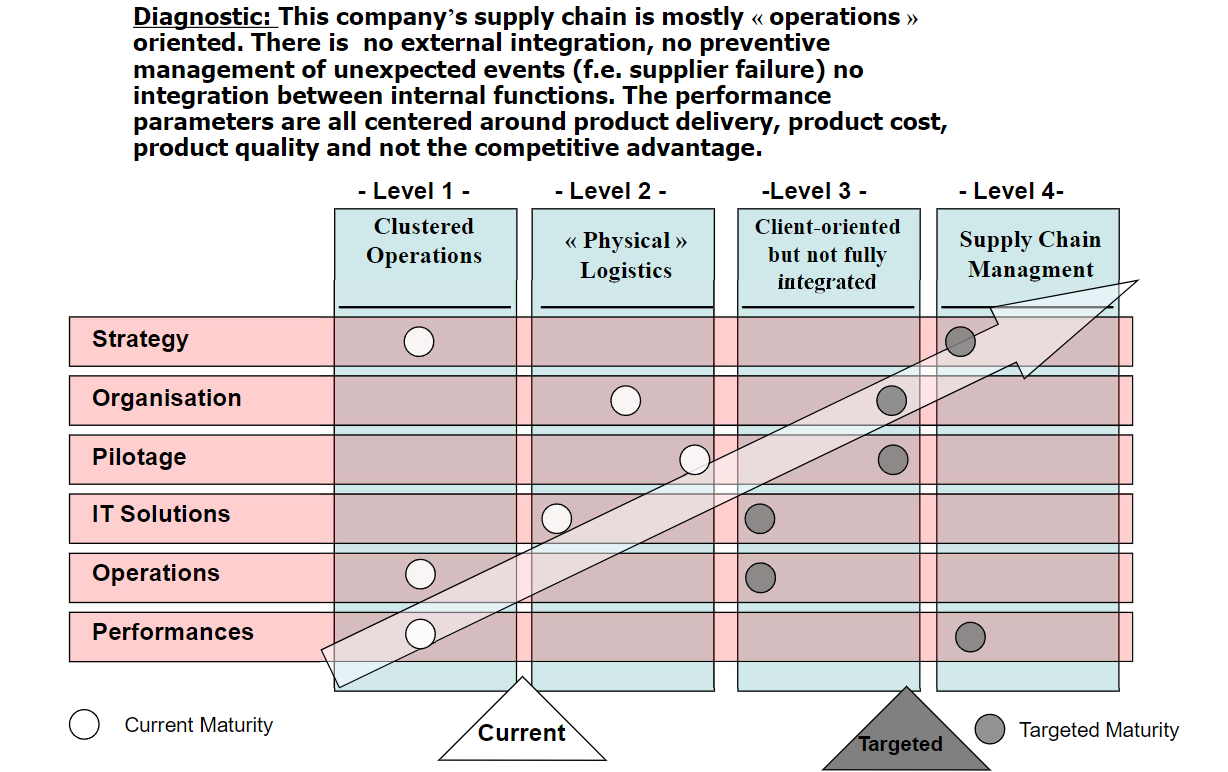 Diagnostic: This company’s supply chain is mostly « operations »
oriented. There is no external integration, no preventive
management of unexpected events (f.e. supplier failure) no
integration between internal functions. The performance
parameters are all centered around product delivery, product cost,
product quality and not the competitive advantage.
- Level 1 -
- Level 2 -
-Level 3 -
- Level 4-
Clustered
Operations
« Physical »
Logistics
Client-oriented
but not fully
integrated
Supply Chain
Managment
Strategy
Organisation
Pilotage
IT Solutions
Operations
Performances
Current Maturity
Current
Targeted
Targeted Maturity